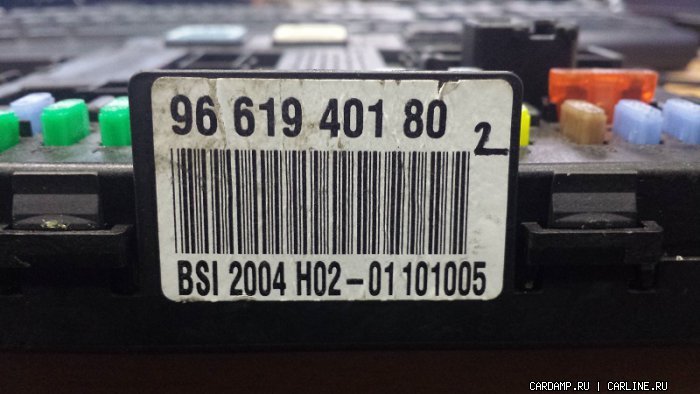 96 619 401 80
2
BSI 2004 H02-01101005
CARDAMP.RU | CARLINE.RU